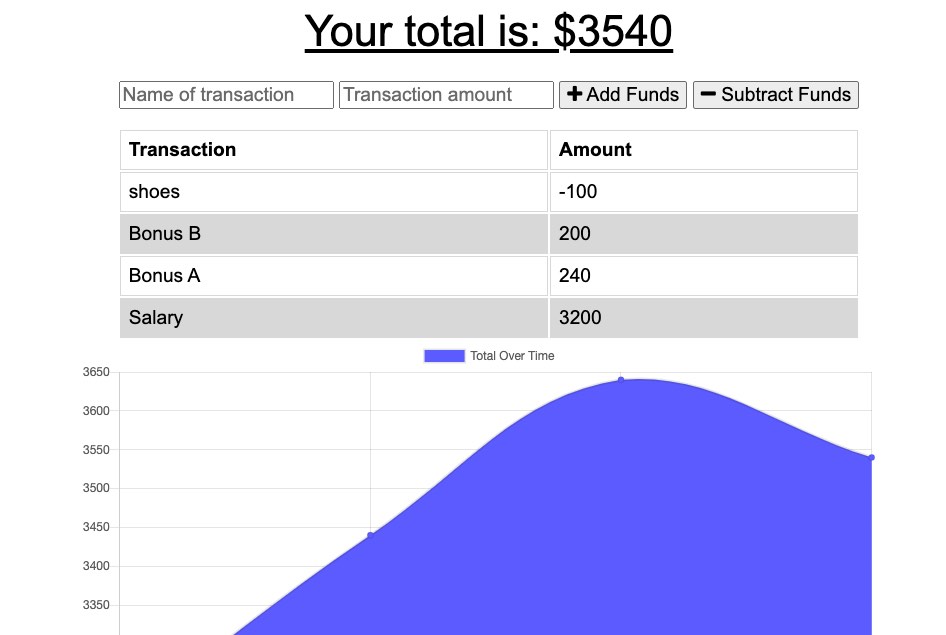 Your total is: $3540
Name of transaction Transaction amount Add Funds Subtract Funds
Transaction Amount
shoes -100
Bonus B 200
Bonus A 240
Salary 3200
Total Over Time
3650
3600
3550
3500
3450
3400
3350